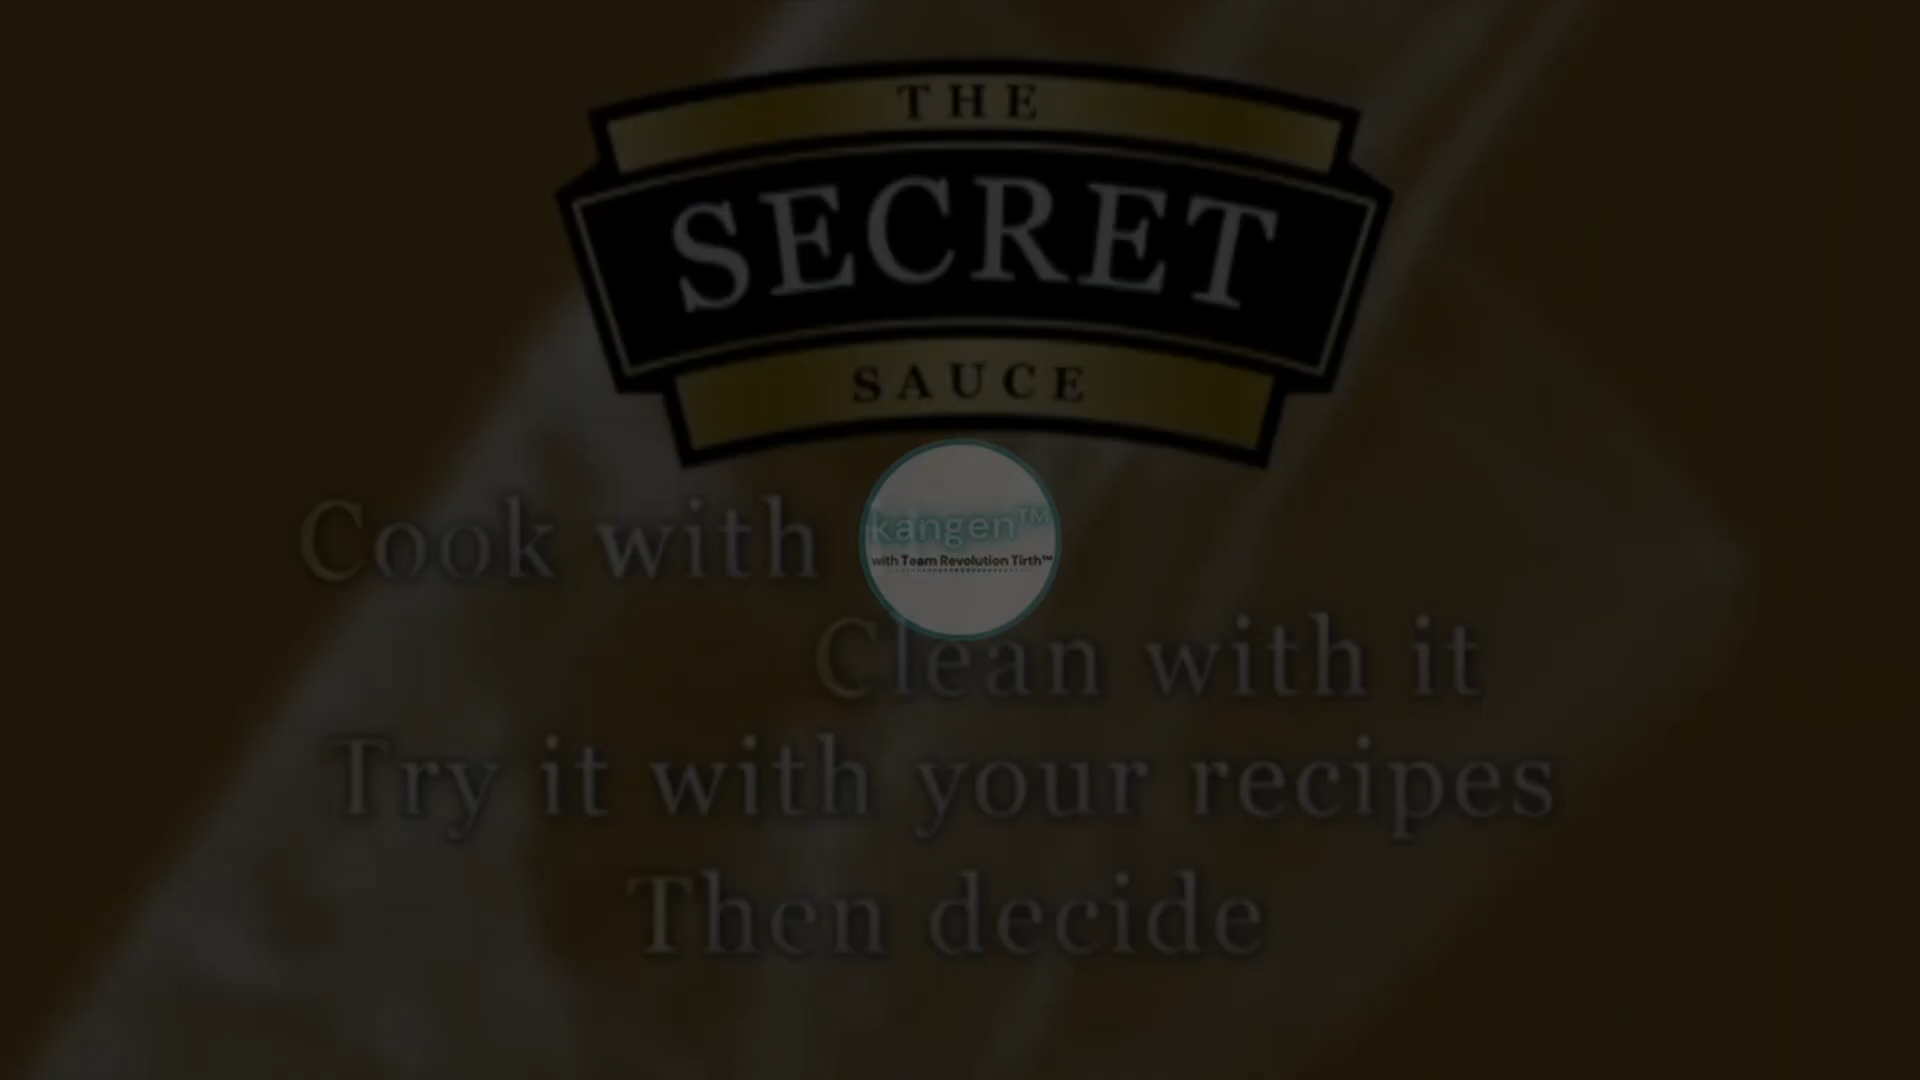 THE
SECRET
SAUCE
Cook with
kangen™
with Team Revolution Tirth™
Clean with it
Try it with your recipes
Then decide